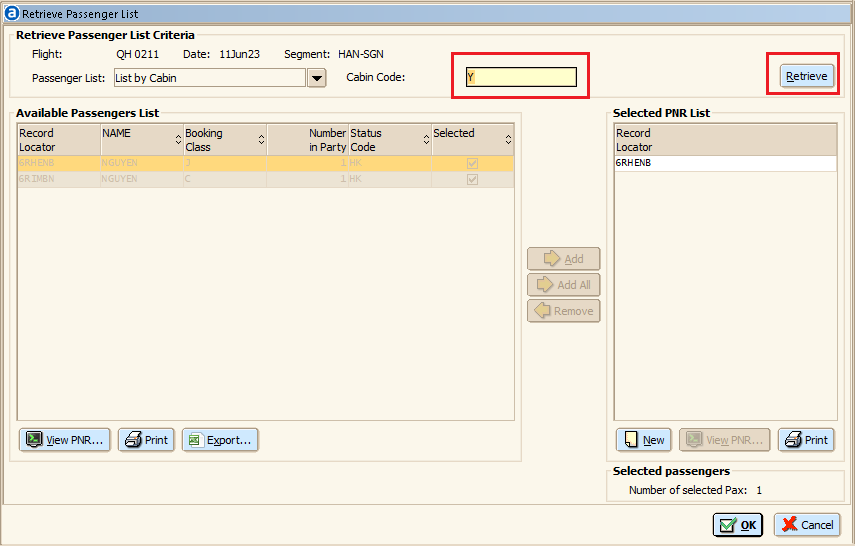 a Retrieve Passenger List
Retrieve Passenger List Criteria
Flight: QH 0211 Date: 11Jun23 Segment: HAN-SGN
Passenger List: List by Cabin Cabin Code: Y Retrieve
Available Passengers List
Record Locator NAME Booking Class Number in Party Status Code Selected
6RHENB NGUYEN J 1 HK
6RIMBN NGUYEN C 1 HK
Add
Add All
Remove
View PNR... Print Export...
Selected PNR List
Record Locator
6RHENB
New View PNR... Print
Selected passengers
Number of selected Pax: 1
OK Cancel